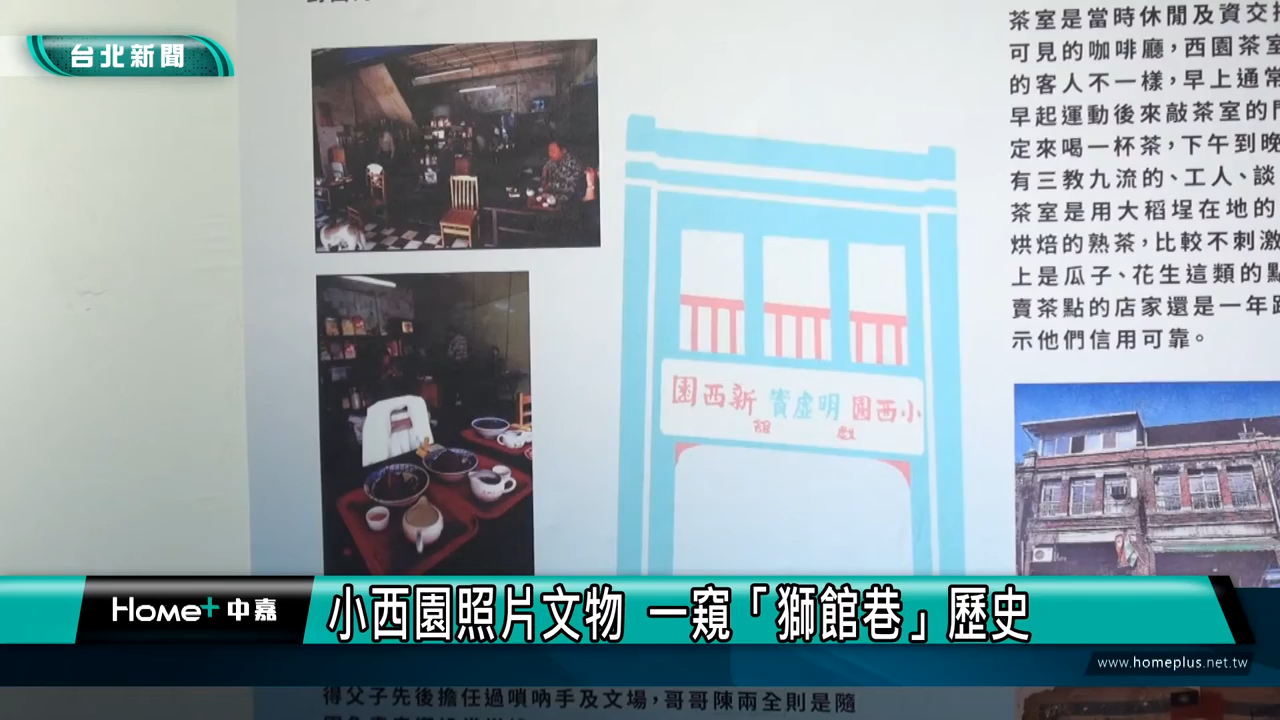 台北新聞
茶室是當時休閒及資交
可見的咖啡廳，西園茶室
的客人不一樣，早上通常
早起運動後來敲茶室的
定來喝一杯茶，下午到晚
有三教九流的、工人、談
茶室是用大稻埕在地的
烘焙的熟茶，比較不刺激
上是瓜子、花生這類的
賣茶點的店家還是一年
示他們信用可靠。
園西新 賣虛明 園西小
館 戲
Home+中嘉
小西園照片文物 一窺「獅館巷」歷史
www.homeplus.net.tw
得父子先後擔任過嗩吶手及文場，哥哥陳兩全則是隨